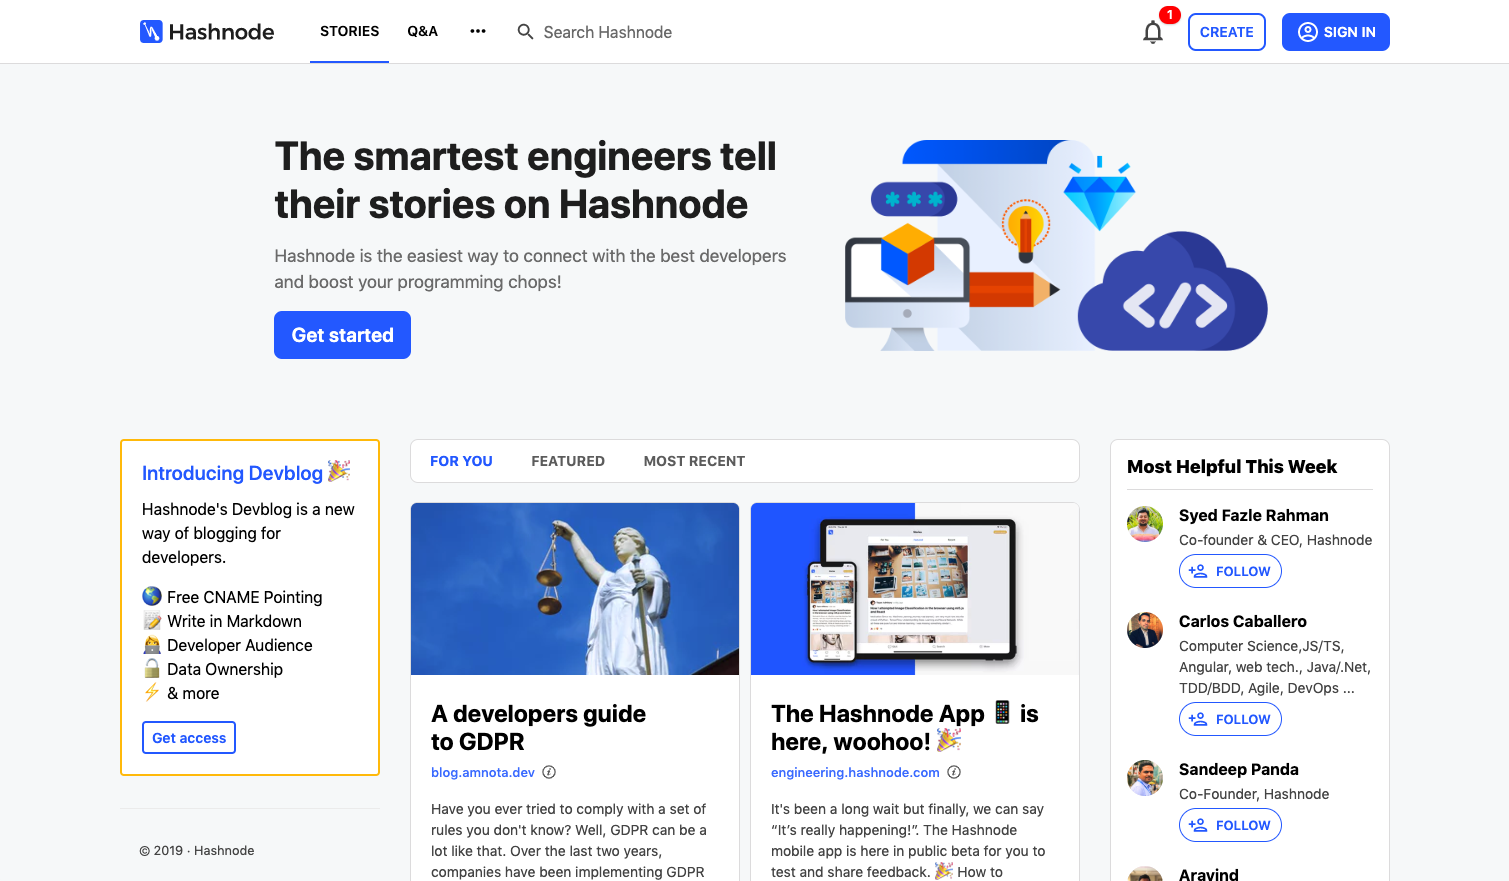 Hashnode
STORIES
Q&A
Search Hashnode
1
CREATE
SIGN IN
The smartest engineers tell
their stories on Hashnode
Hashnode is the easiest way to connect with the best developers
and boost your programming chops!
Get started
Introducing Devblog 🎉
Hashnode's Devblog is a new
way of blogging for
developers.
🌎 Free CNAME Pointing
📝 Write in Markdown
👩‍💻 Developer Audience
🔓 Data Ownership
⚡ & more
Get access
© 2019 · Hashnode
FOR YOU
FEATURED
MOST RECENT
A developers guide
to GDPR
blog.amnota.dev
Have you ever tried to comply with a set of
rules you don't know? Well, GDPR can be a
lot like that. Over the last two years,
companies have been implementing GDPR
The Hashnode App 📱 is
here, woohoo! 🎉
engineering.hashnode.com
It's been a long wait but finally, we can say
“It’s really happening!”. The Hashnode
mobile app is here in public beta for you to
test and share feedback. 🎉 How to
Most Helpful This Week
Syed Fazle Rahman
Co-founder & CEO, Hashnode
FOLLOW
Carlos Caballero
Computer Science,JS/TS,
Angular, web tech., Java/.Net,
TDD/BDD, Agile, DevOps ...
FOLLOW
Sandeep Panda
Co-Founder, Hashnode
FOLLOW
Aravind